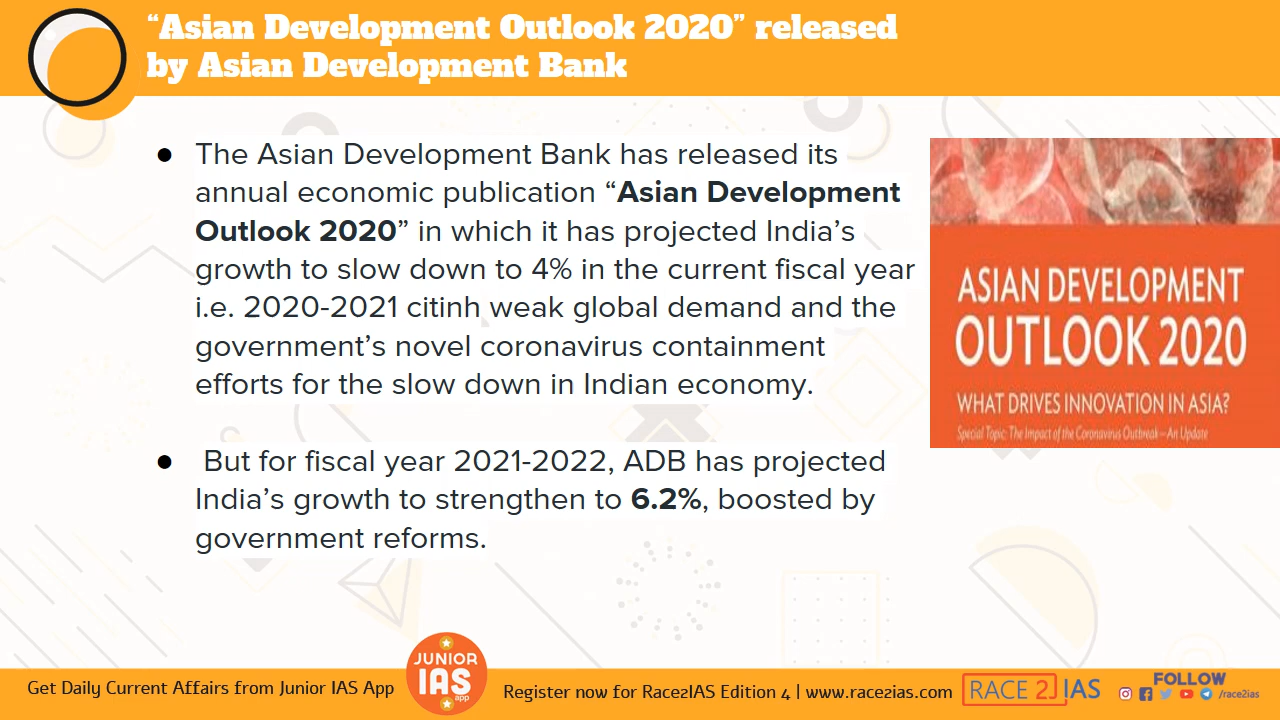 “Asian Development Outlook 2020” released
by Asian Development Bank
● The Asian Development Bank has released its
annual economic publication “Asian Development
Outlook 2020” in which it has projected India’s
growth to slow down to 4% in the current fiscal year
i.e. 2020-2021 citinh weak global demand and the
government’s novel coronavirus containment
efforts for the slow down in Indian economy.
● But for fiscal year 2021-2022, ADB has projected
India’s growth to strengthen to 6.2%, boosted by
government reforms.
ASIAN DEVELOPMENT
OUTLOOK 2020
WHAT DRIVES INNOVATION IN ASIA?
Special Topic: The Impact of the Coronavirus Outbreak—An Update
Get Daily Current Affairs from Junior IAS App
JUNIOR
IAS
app
Register now for Race2IAS Edition 4 | www.race2ias.com
RACE 2 IAS
FOLLOW
/race2ias